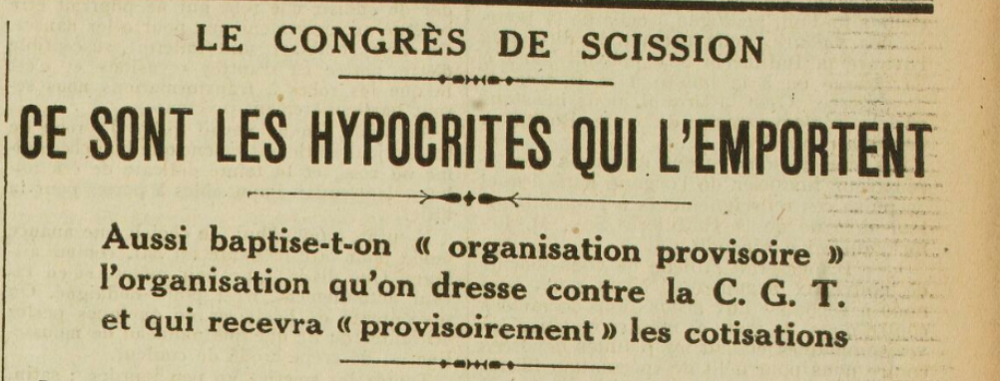 LE CONGRÈS DE SCISSION
CE SONT LES HYPOCRITES QUI L'EMPORTENT
Aussi baptise-t-on « organisation provisoire »
l'organisation qu'on dresse contre la C. G. T.
et qui recevra « provisoirement » les cotisations